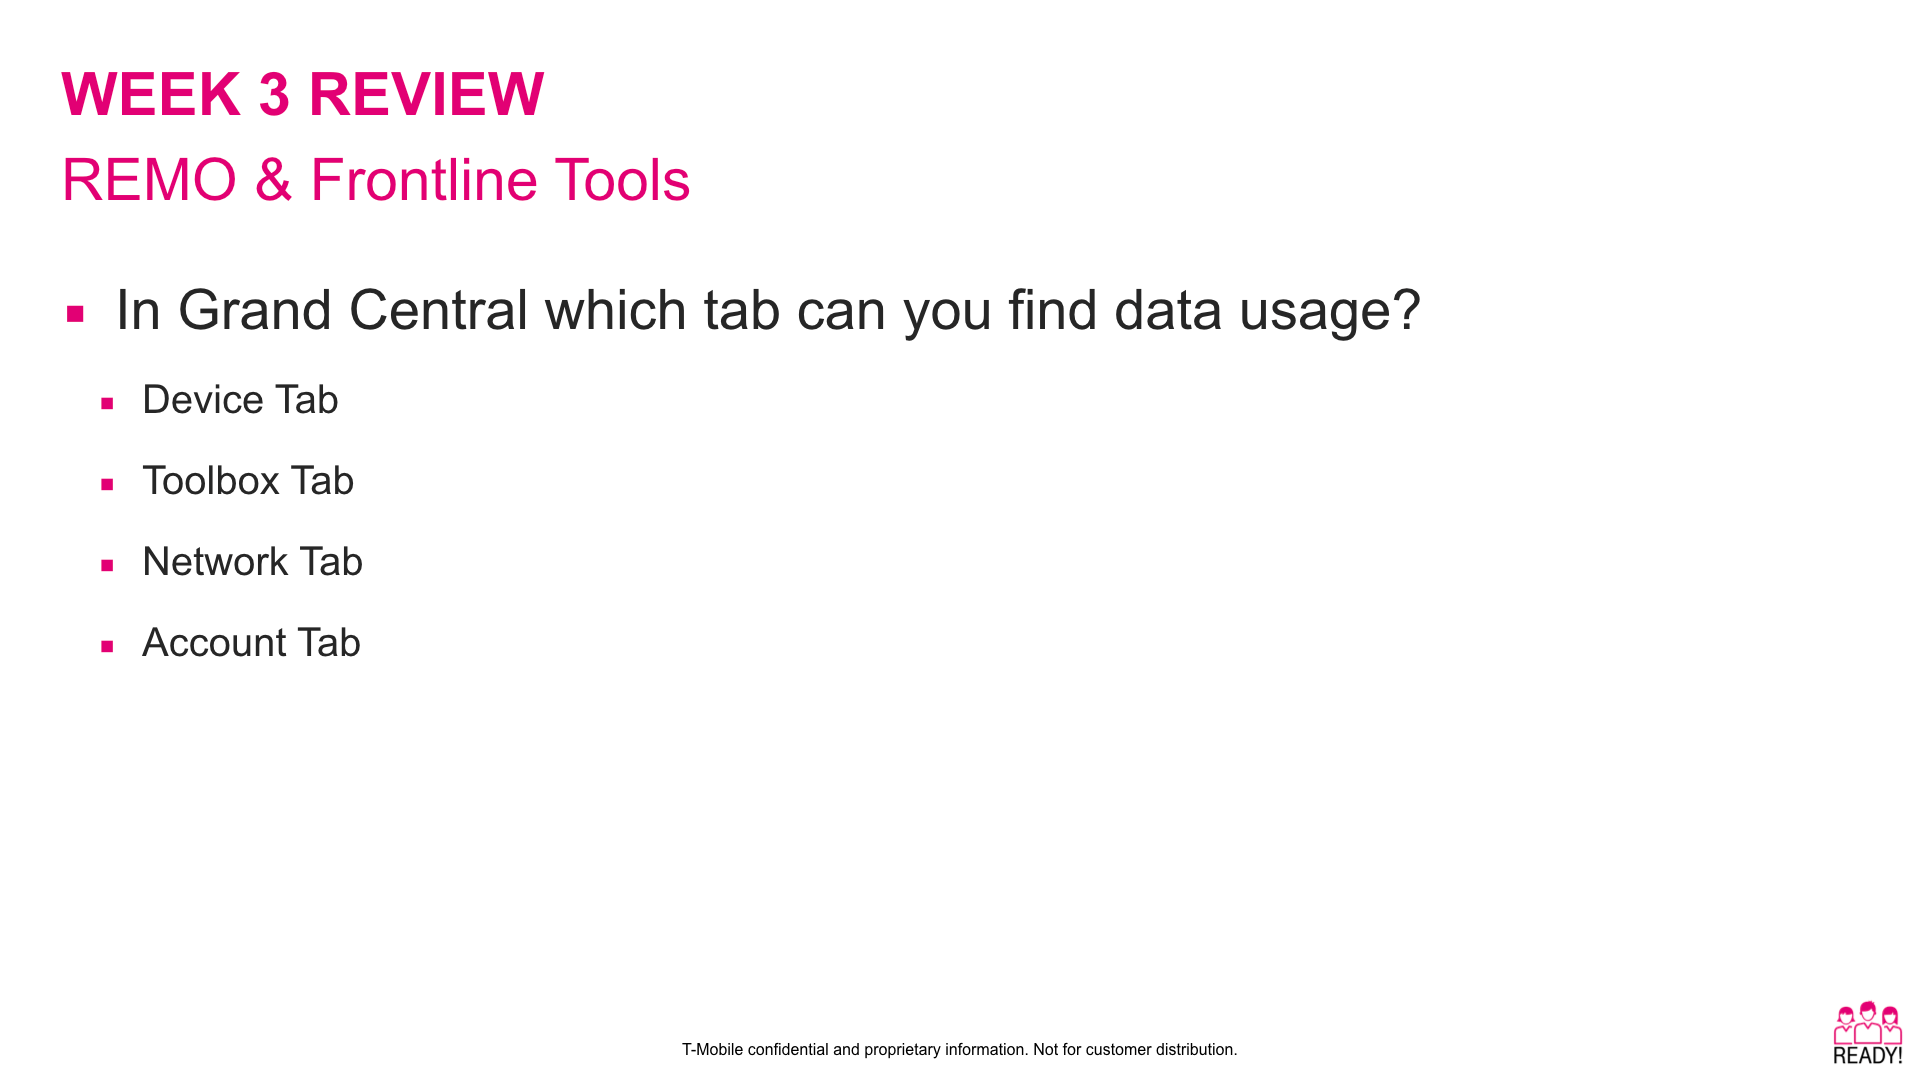 WEEK 3 REVIEW
REMO & Frontline Tools
In Grand Central which tab can you find data usage?
Device Tab
Toolbox Tab
Network Tab
Account Tab
T-Mobile confidential and proprietary information. Not for customer distribution.
READY!